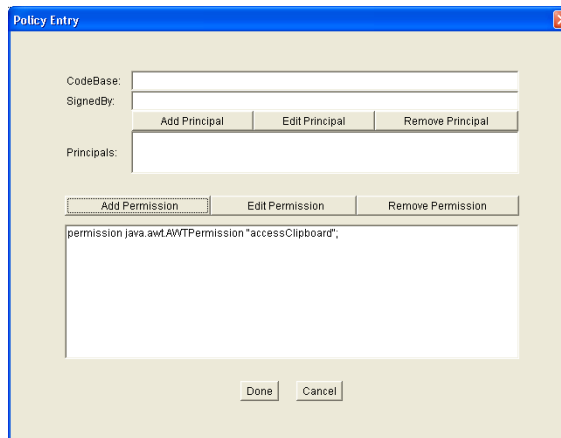 Policy Entry
CodeBase:
SignedBy:
Add Principal Edit Principal Remove Principal
Principals:
Add Permission Edit Permission Remove Permission
permission java.awt.AWTPermission "accessClipboard";
Done Cancel